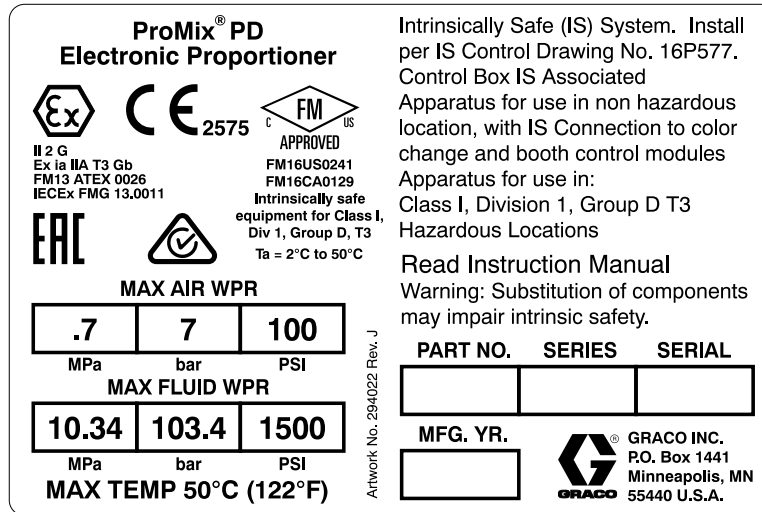 ProMix® PD
Electronic Proportioner
Ex
CE 2575
C FM US
APPROVED
II 2 G
Ex ia IIA T3 Gb
FM13 ATEX 0026
IECEx FMG 13.0011
FM16US0241
FM16CA0129
Intrinsically safe
equipment for Class I,
Div 1, Group D, T3
Ta = 2°C to 50°C
EAC
MAX AIR WPR
.7 7 100
MPa bar PSI
MAX FLUID WPR
10.34 103.4 1500
MPa bar PSI
MAX TEMP 50°C (122°F)
Artwork No. 294022 Rev. J
Intrinsically Safe (IS) System. Install
per IS Control Drawing No. 16P577.
Control Box IS Associated
Apparatus for use in non hazardous
location, with IS Connection to color
change and booth control modules
Apparatus for use in:
Class I, Division 1, Group D T3
Hazardous Locations
Read Instruction Manual
Warning: Substitution of components
may impair intrinsic safety.
PART NO. SERIES SERIAL
MFG. YR.
GRACO ®
GRACO INC.
P.O. Box 1441
Minneapolis, MN
55440 U.S.A.